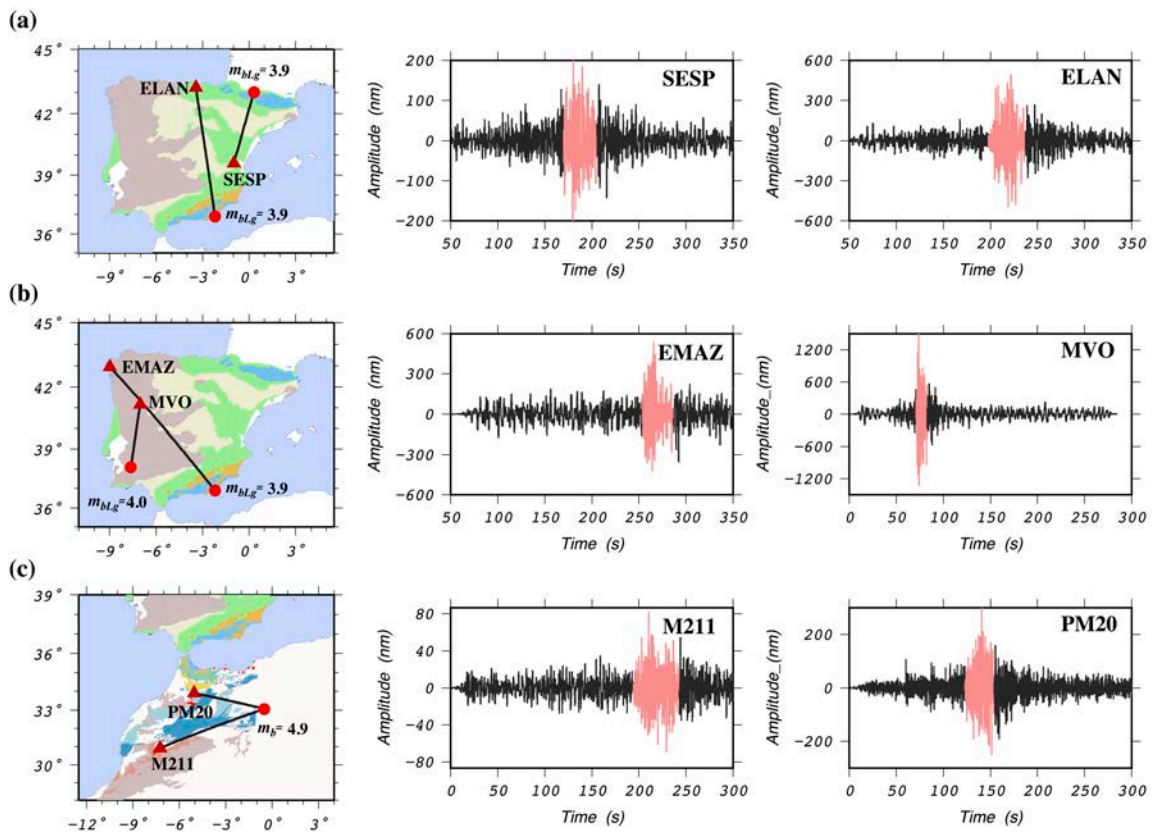 (a)
45°
42°
39°
36°
−9° −6° −3° 0° 3°
ELAN
m_bLg= 3.9
SESP
m_bLg= 3.9
Amplitude (nm)
200
100
0
−100
−200
SESP
50 100 150 200 250 300 350
Time (s)
Amplitude_(nm)
600
300
0
−300
−600
ELAN
50 100 150 200 250 300 350
Time (s)
(b)
45°
42°
39°
36°
−9° −6° −3° 0° 3°
EMAZ
MVO
m_bLg=4.0
m_bLg= 3.9
Amplitude (nm)
600
300
0
−300
−600
EMAZ
50 100 150 200 250 300 350
Time (s)
Amplitude_(nm)
1200
600
0
−600
−1200
MVO
0 50 100 150 200 250 300
Time (s)
(c)
39°
36°
33°
30°
−12° −9° −6° −3° 0° 3°
PM20
m_b= 4.9
M211
Amplitude (nm)
80
40
0
−40
−80
M211
0 50 100 150 200 250 300 350
Time (s)
Amplitude_(nm)
200
0
−200
PM20
0 50 100 150 200 250 300
Time (s)